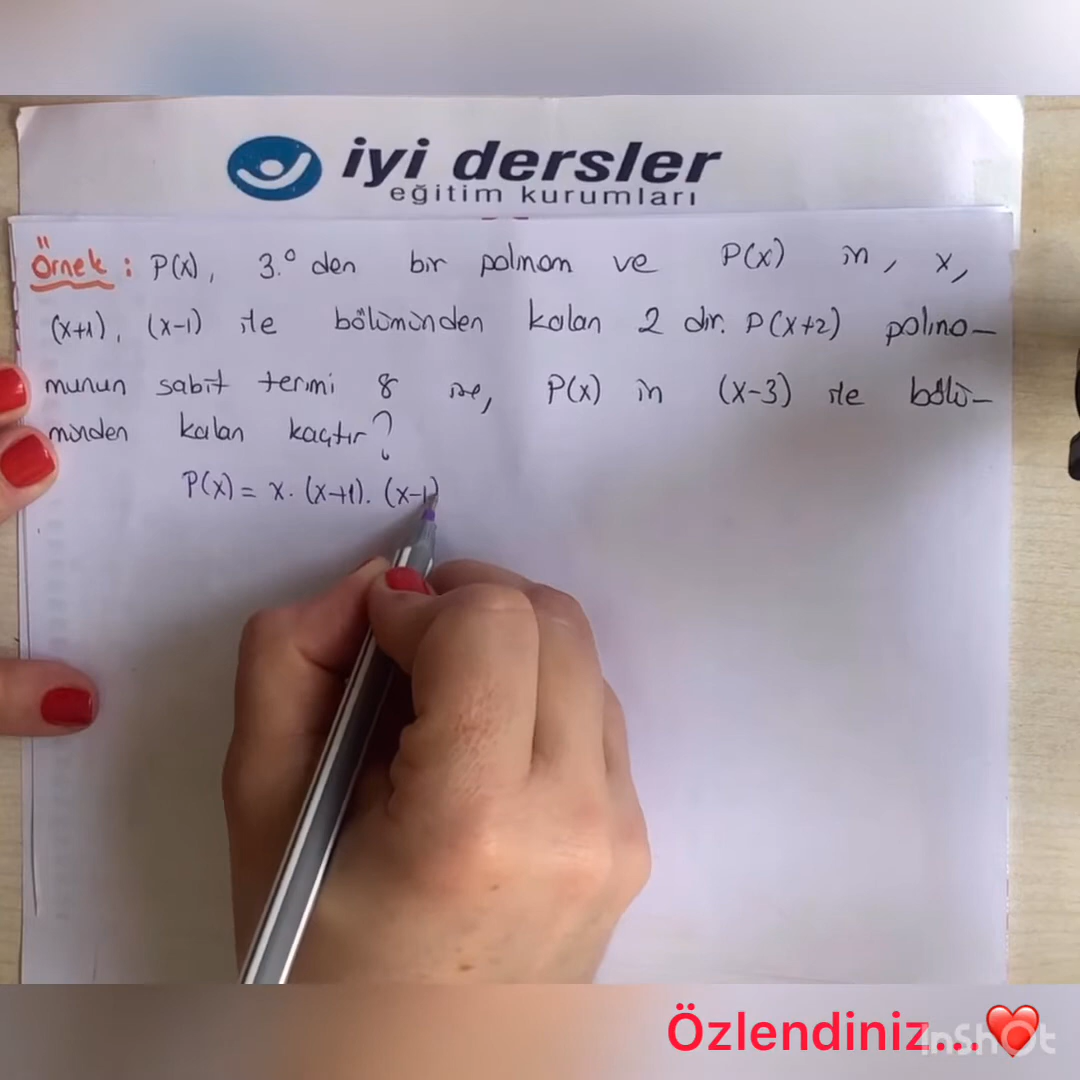 iyi dersler
eğitim kurumları
Örnek : P(x), 3.° den bir polinom ve P(x) in, x,
(x+1), (x-1) ile bölümünden kalan 2 dir. P(x+2) polino-
munun sabit terimi 8 ise, P(x) in (x-3) ile bölü-
münden kalan kaçtır?
P(x) = x. (x+1). (x-1)
Özlendiniz...❤️
InShOt